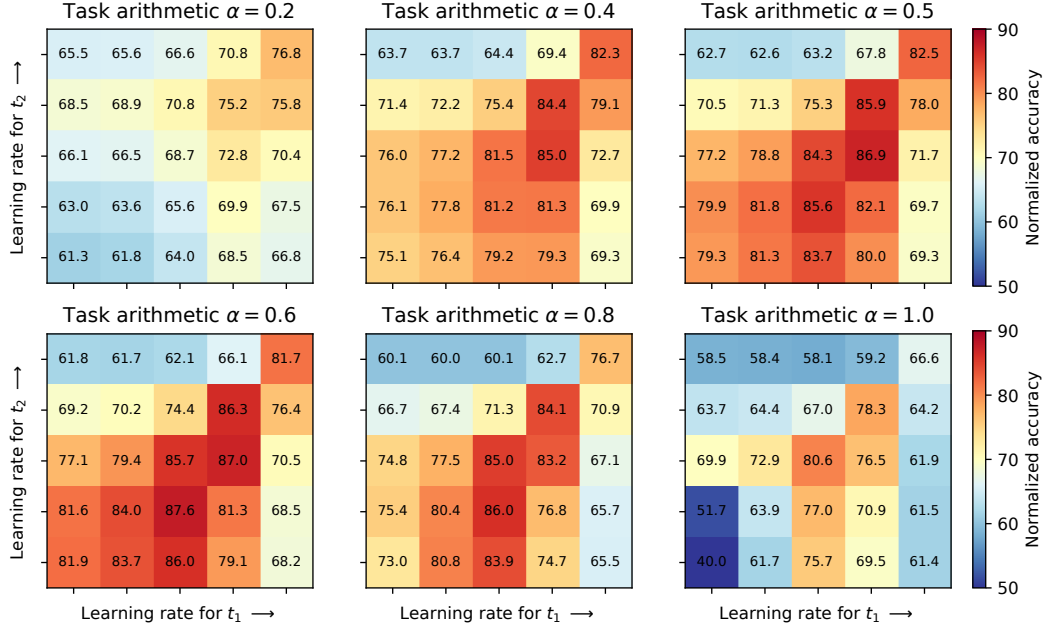 Task arithmetic α = 0.2 Task arithmetic α = 0.4 Task arithmetic α = 0.5
65.5 65.6 66.6 70.8 76.8 63.7 63.7 64.4 69.4 82.3 62.7 62.6 63.2 67.8 82.5
68.5 68.9 70.8 75.2 75.8 71.4 72.2 75.4 84.4 79.1 70.5 71.3 75.3 85.9 78.0
66.1 66.5 68.7 72.8 70.4 76.0 77.2 81.5 85.0 72.7 77.2 78.8 84.3 86.9 71.7
63.0 63.6 65.6 69.9 67.5 76.1 77.8 81.2 81.3 69.9 79.9 81.8 85.6 82.1 69.7
61.3 61.8 64.0 68.5 66.8 75.1 76.4 79.2 79.3 69.3 79.3 81.3 83.7 80.0 69.3
Learning rate for t₂ ⟶
90
80
70
60
50
Normalized accuracy
Task arithmetic α = 0.6 Task arithmetic α = 0.8 Task arithmetic α = 1.0
61.8 61.7 62.1 66.1 81.7 60.1 60.0 60.1 62.7 76.7 58.5 58.4 58.1 59.2 66.6
69.2 70.2 74.4 86.3 76.4 66.7 67.4 71.3 84.1 70.9 63.7 64.4 67.0 78.3 64.2
77.1 79.4 85.7 87.0 70.5 74.8 77.5 85.0 83.2 67.1 69.9 72.9 80.6 76.5 61.9
81.6 84.0 87.6 81.3 68.5 75.4 80.4 86.0 76.8 65.7 51.7 63.9 77.0 70.9 61.5
81.9 83.7 86.0 79.1 68.2 73.0 80.8 83.9 74.7 65.5 40.0 61.7 75.7 69.5 61.4
Learning rate for t₂ ⟶
90
80
70
60
50
Normalized accuracy
Learning rate for t₁ ⟶ Learning rate for t₁ ⟶ Learning rate for t₁ ⟶